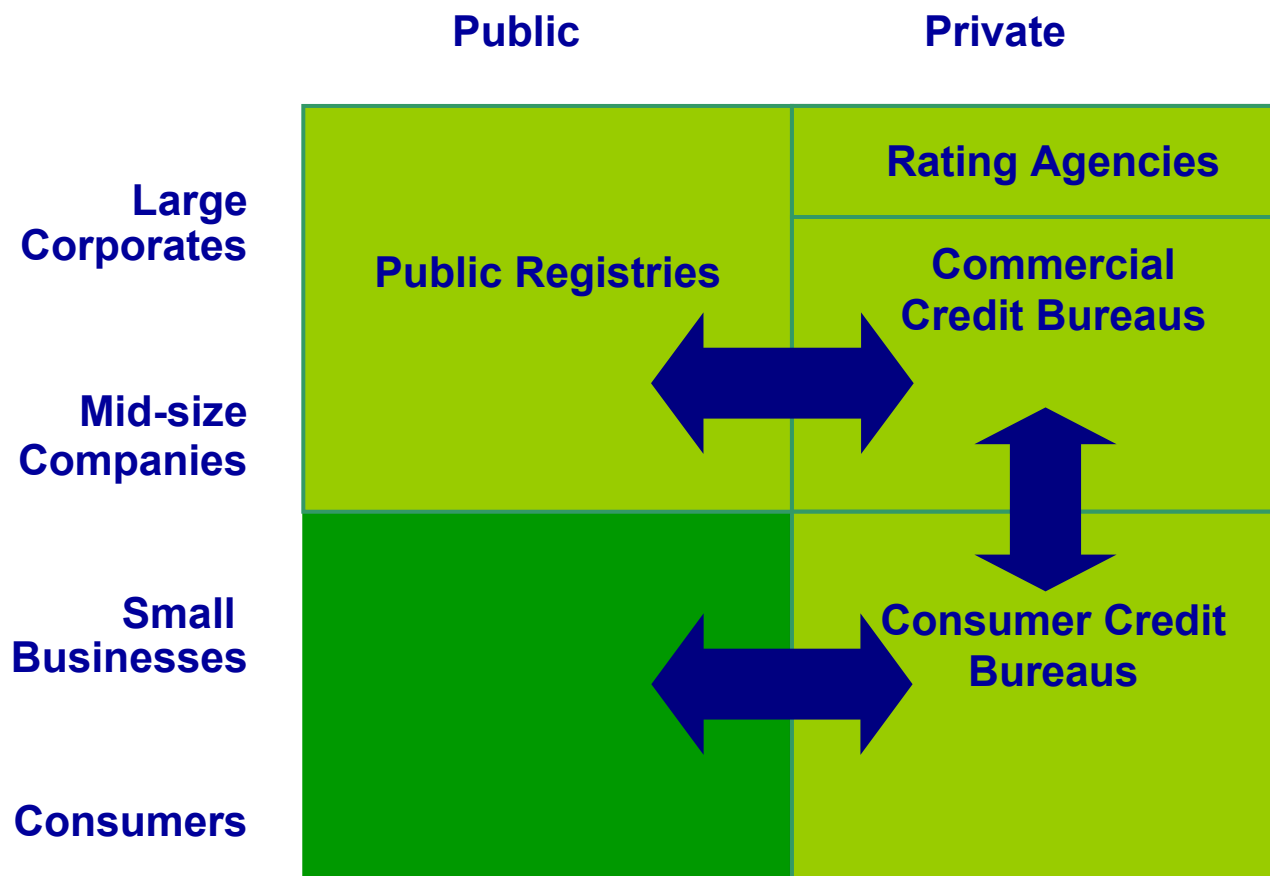 Public
Private
Rating Agencies
Large
Corporates
Public Registries
Commercial
Credit Bureaus
Mid-size
Companies
Small
Businesses
Consumer Credit
Bureaus
Consumers